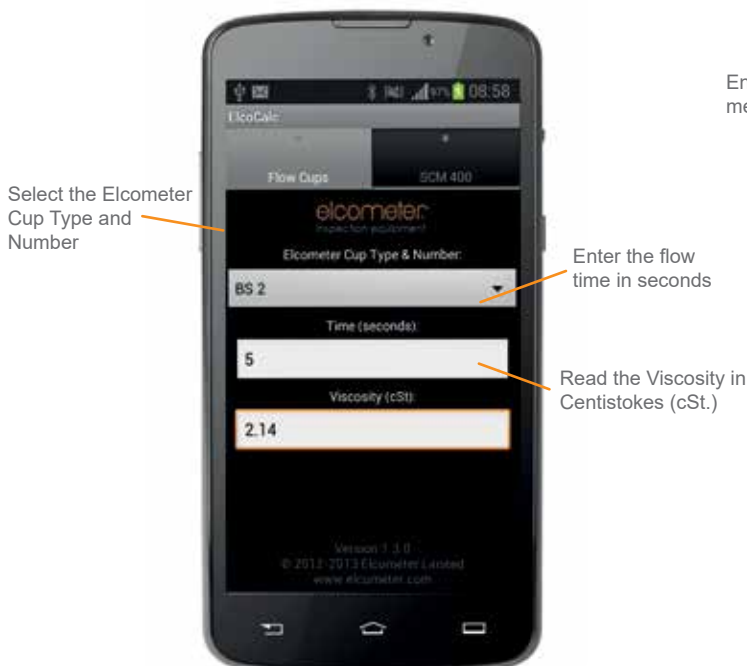 97% 08:58
ElcoCalc
Flow Cups
SCM 400
elcometer
inspection equipment
Elcometer Cup Type & Number:
BS 2
Time (seconds):
5
Viscosity (cSt):
2.14
Version 1.3.0
© 2012-2013 Elcometer Limited
www.elcometer.com
Select the Elcometer
Cup Type and
Number
Enter the flow
time in seconds
Read the Viscosity in
Centistokes (cSt.)